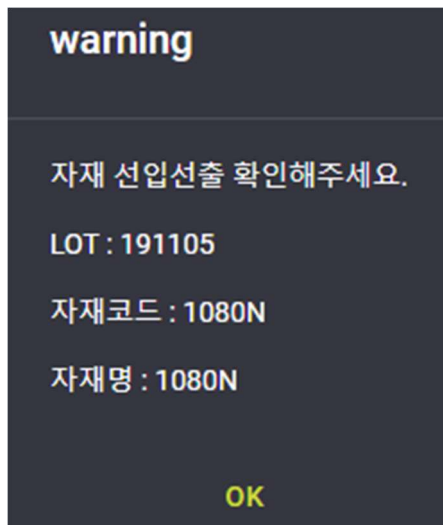 warning
자재 선입선출 확인해주세요.
LOT : 191105
자재코드 : 1080N
자재명 : 1080N
OK